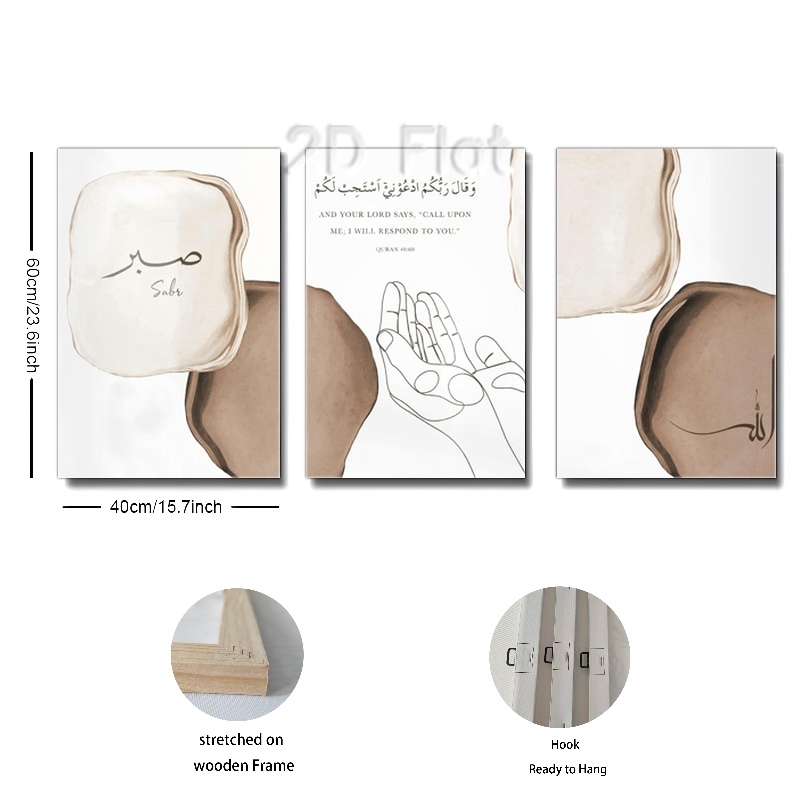 2D Flat
صبر
Sabr
وَقَالَ رَبُّكُمُ ادْعُوْنِيْٓ اَسْتَجِبْ لَكُمْ
AND YOUR LORD SAYS, "CALL UPON
ME; I WILL RESPOND TO YOU."
QURAN 40:60
الله
60cm/23.6inch
40cm/15.7inch
stretched on
wooden Frame
Hook
Ready to Hang